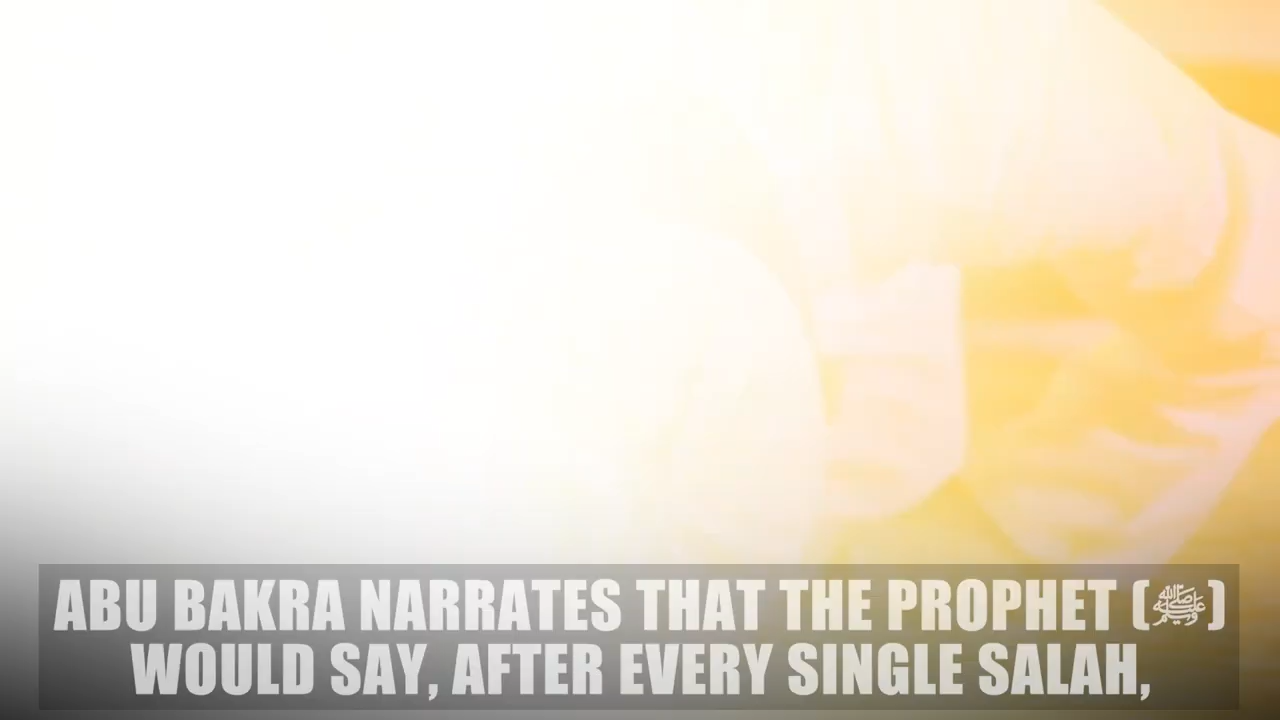 ABU BAKRA NARRATES THAT THE PROPHET (ﷺ)
WOULD SAY, AFTER EVERY SINGLE SALAH,